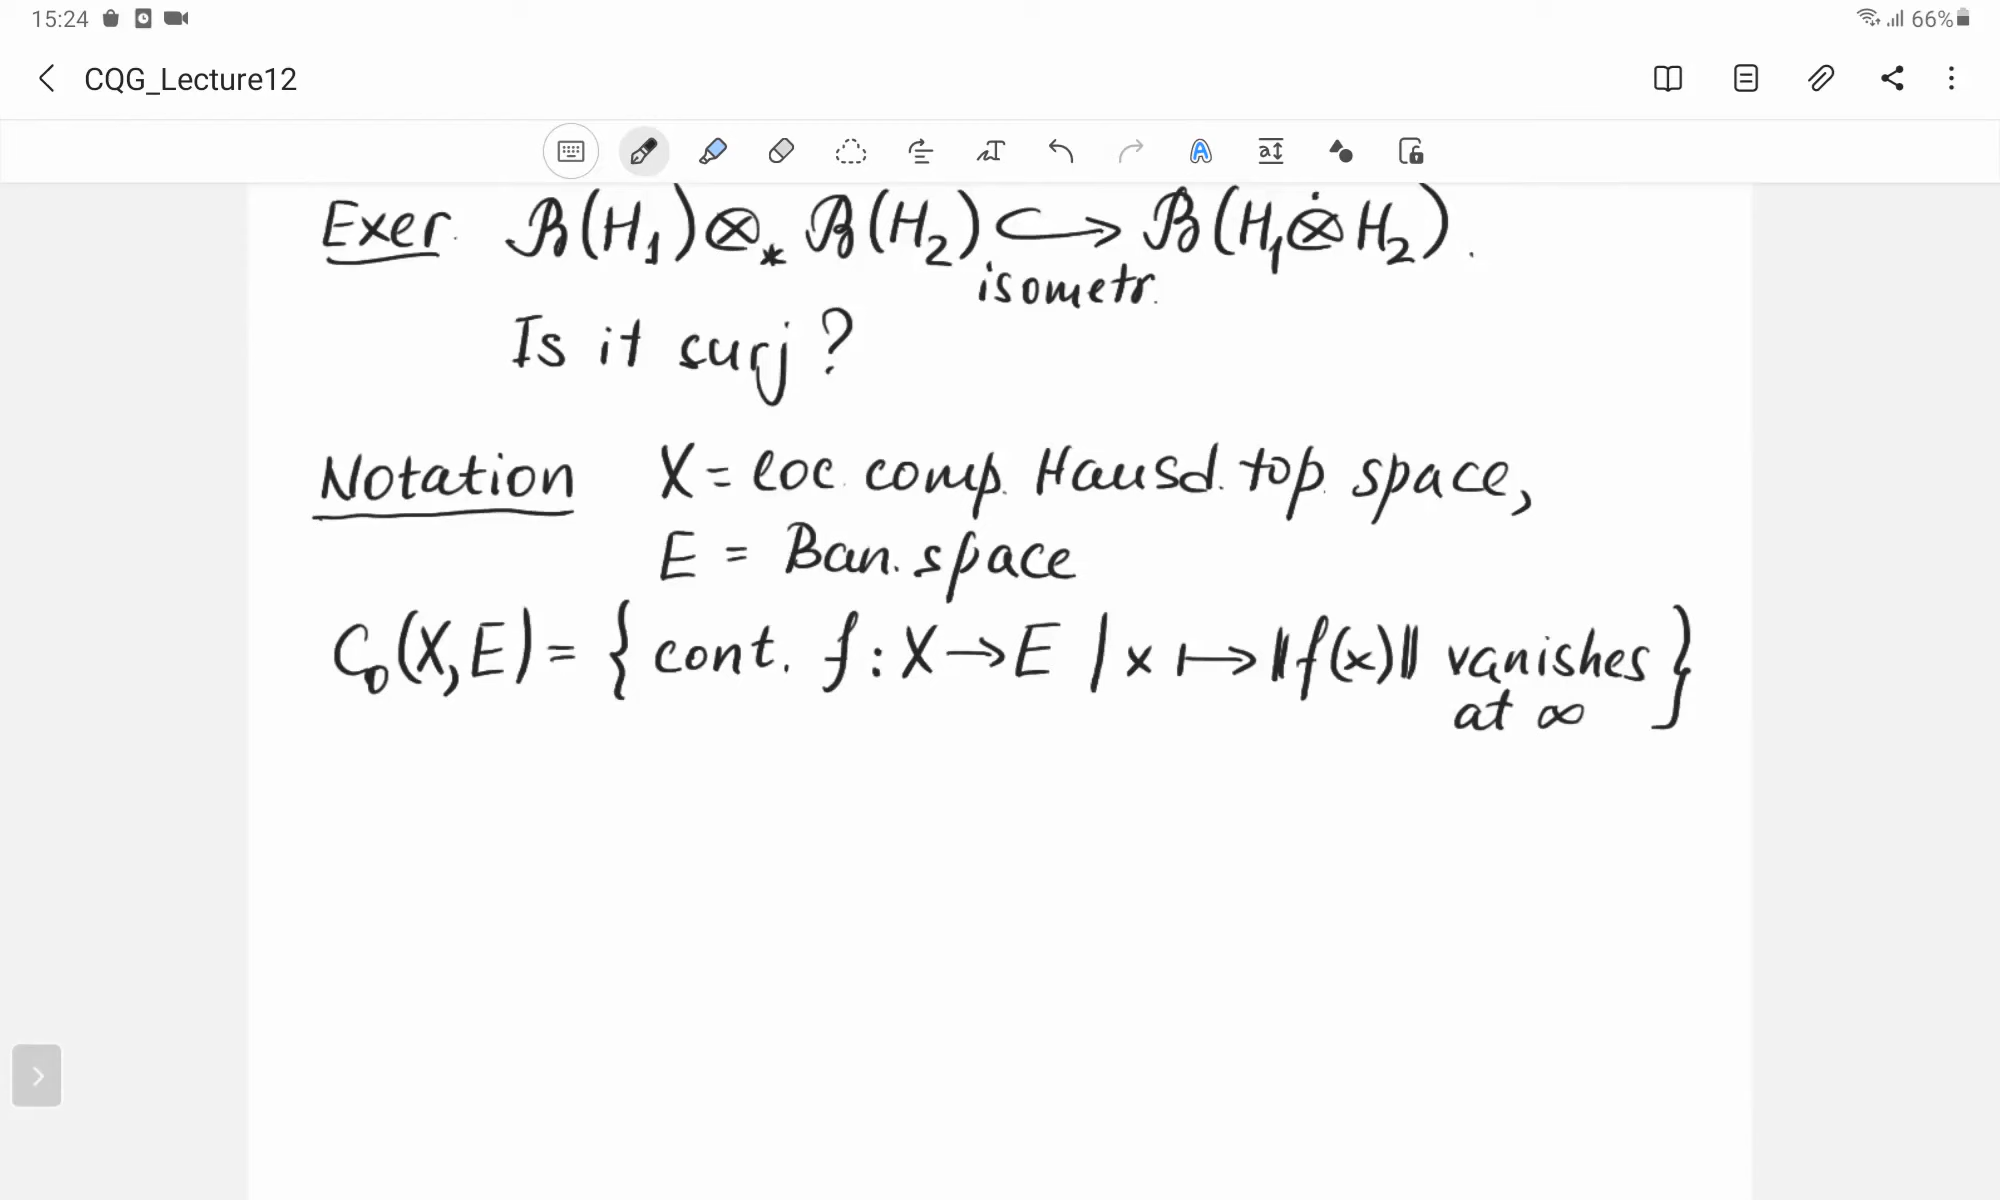 15:24 66%
CQG_Lecture12
Exer. ℬ(H₁) ⊗_* ℬ(H₂) ↪ ℬ(H₁ ⊗̇ H₂).
isometr.
Is it surj?
Notation X = loc. comp. Hausd. top. space,
E = Ban. space
C₀(X,E) = { cont. f : X → E | x ↦ ‖f(x)‖ vanishes
at ∞ }